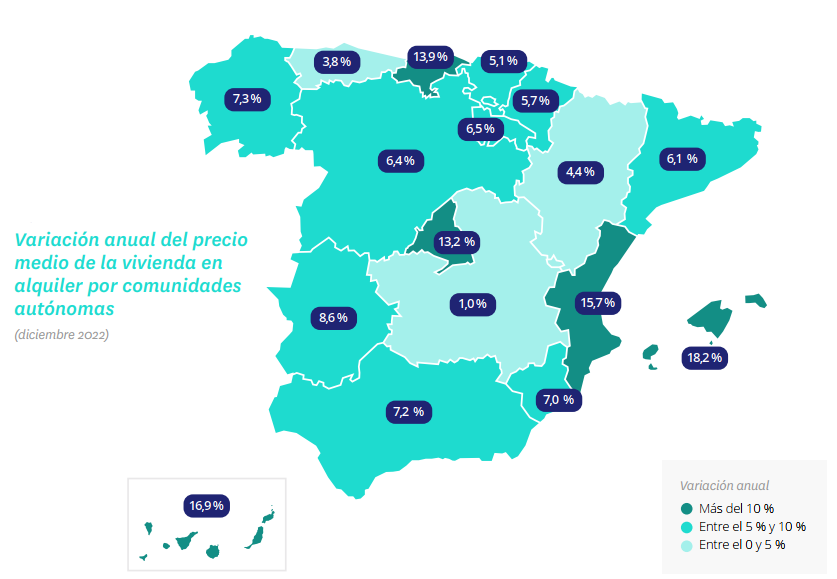 3,8 %
13,9 %
5,1 %
7,3 %
5,7 %
6,5 %
6,4 %
4,4 %
6,1 %
Variación anual del precio
medio de la vivienda en
alquiler por comunidades
autónomas
(diciembre 2022)
13,2 %
1,0 %
15,7 %
8,6 %
18,2 %
7,2 %
7,0 %
16,9 %
Variación anual
Más del 10 %
Entre el 5 % y 10 %
Entre el 0 y 5 %